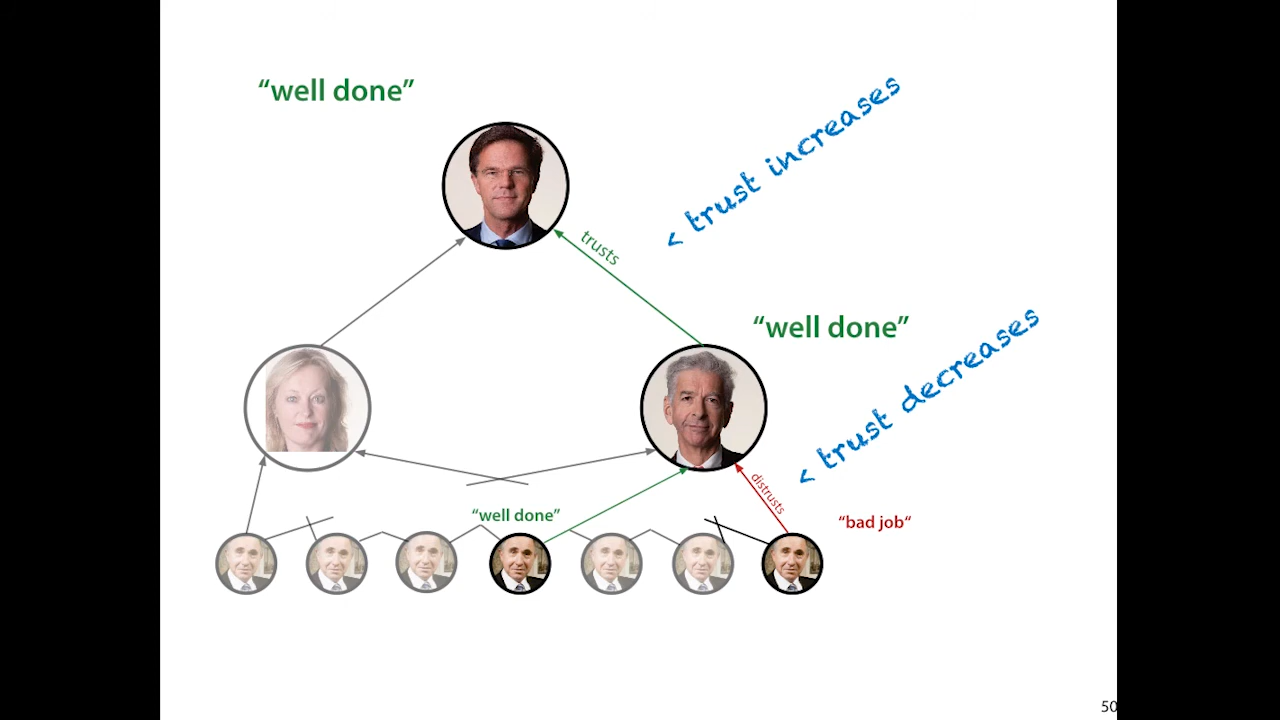 “well done”
< trust increases
trusts
“well done”
< trust decreases
distrusts
“well done”
“bad job“
50